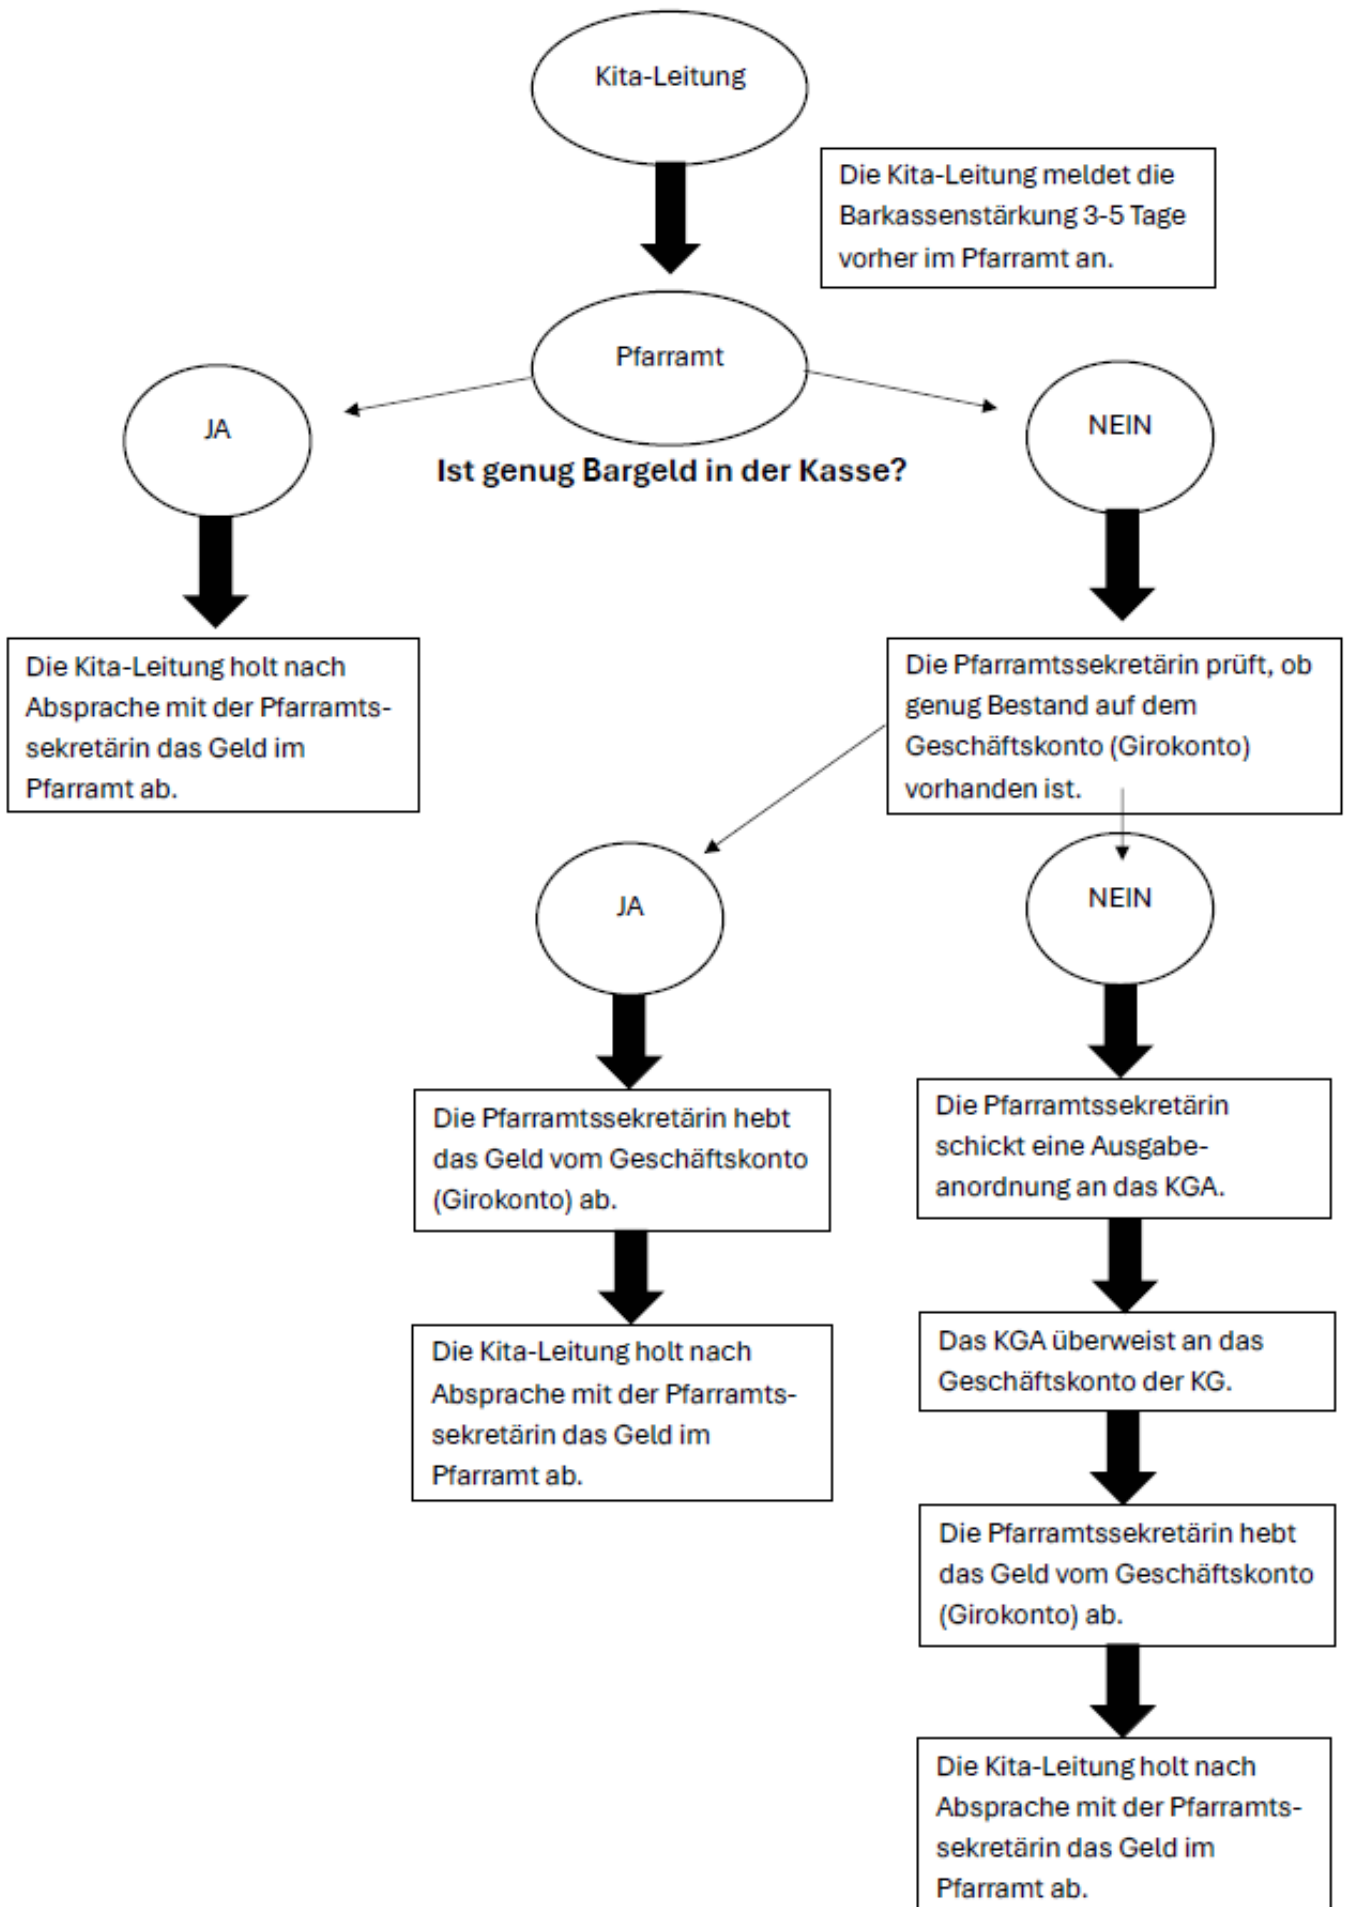 Kita-Leitung
Die Kita-Leitung meldet die
Barkassenstärkung 3-5 Tage
vorher im Pfarramt an.
Pfarramt
JA
NEIN
Ist genug Bargeld in der Kasse?
Die Kita-Leitung holt nach
Absprache mit der Pfarramts-
sekretärin das Geld im
Pfarramt ab.
Die Pfarramtssekretärin prüft, ob
genug Bestand auf dem
Geschäftskonto (Girokonto)
vorhanden ist.
JA
NEIN
Die Pfarramtssekretärin hebt
das Geld vom Geschäftskonto
(Girokonto) ab.
Die Kita-Leitung holt nach
Absprache mit der Pfarramts-
sekretärin das Geld im
Pfarramt ab.
Die Pfarramtssekretärin
schickt eine Ausgabe-
anordnung an das KGA.
Das KGA überweist an das
Geschäftskonto der KG.
Die Pfarramtssekretärin hebt
das Geld vom Geschäftskonto
(Girokonto) ab.
Die Kita-Leitung holt nach
Absprache mit der Pfarramts-
sekretärin das Geld im
Pfarramt ab.